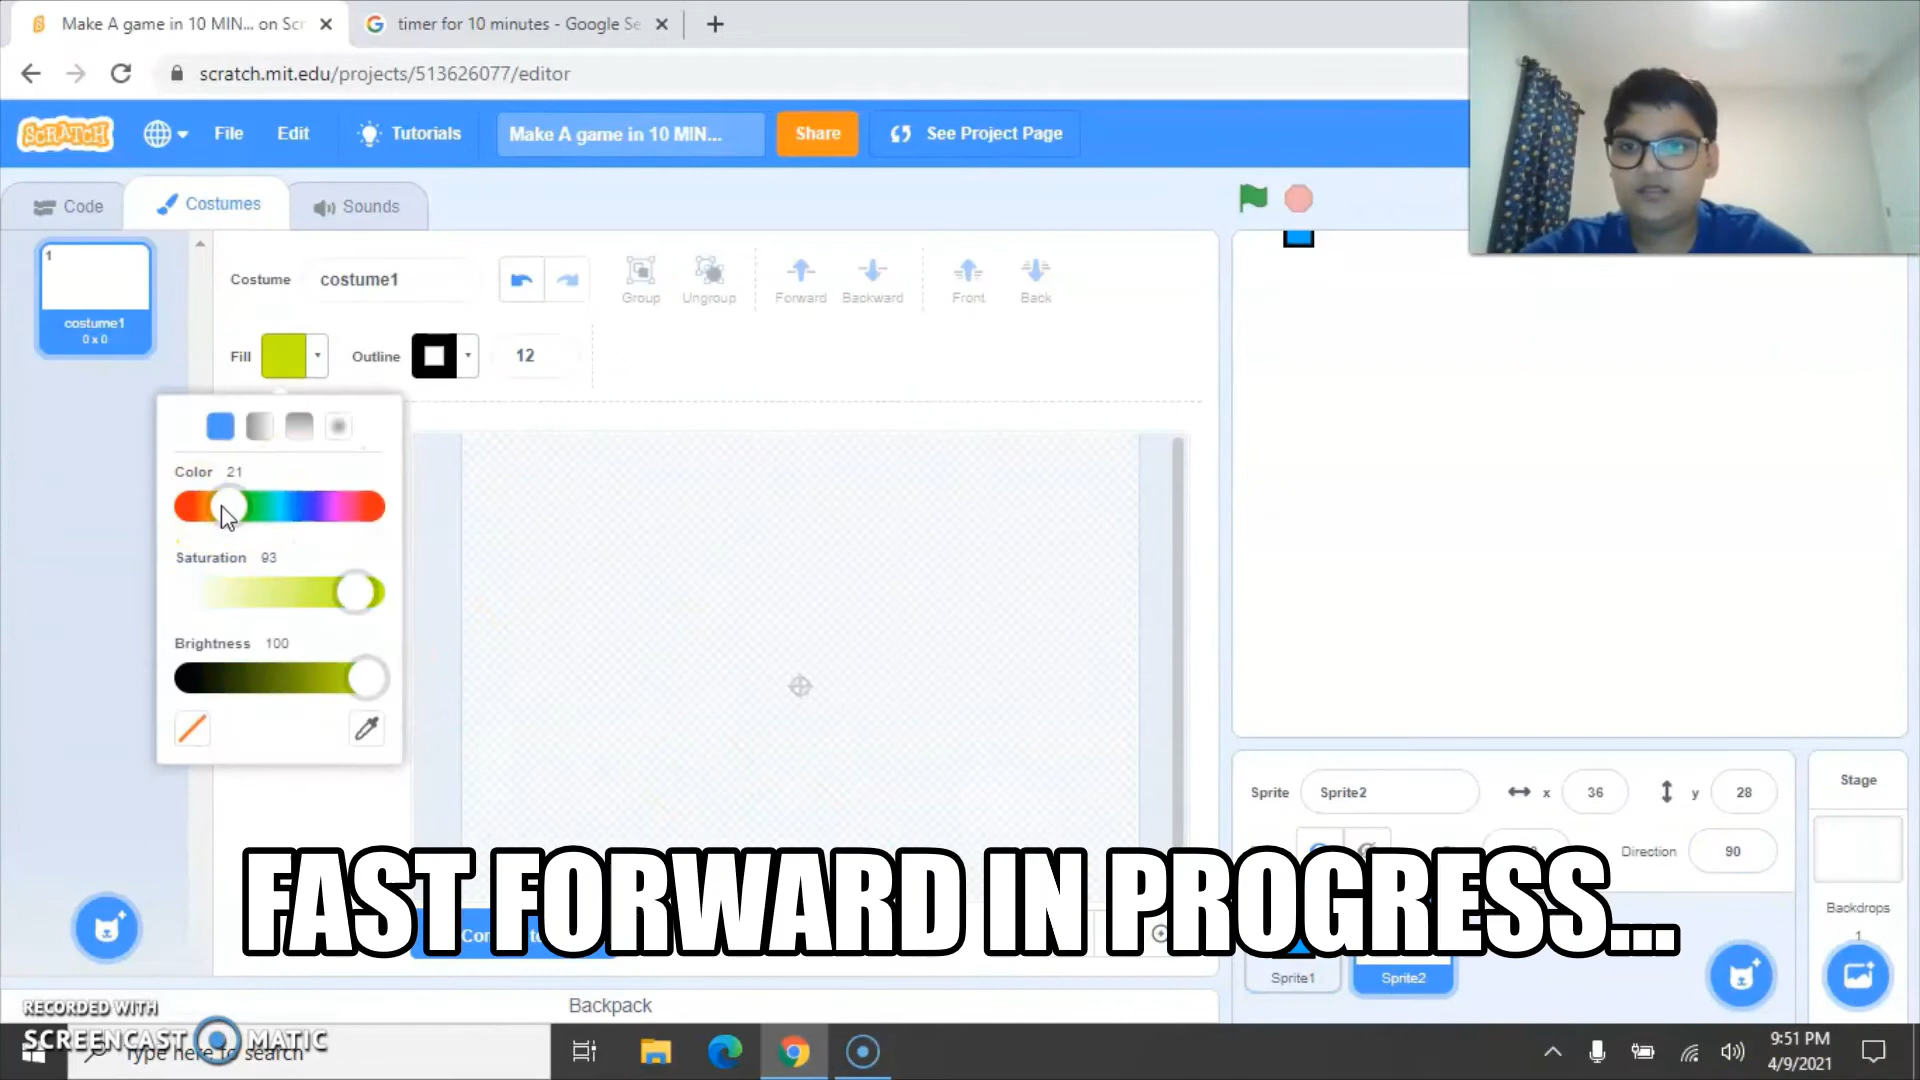 Make A game in 10 MIN... on Scr
timer for 10 minutes - Google Se
scratch.mit.edu/projects/513626077/editor
SCRATCH
File
Edit
Tutorials
Make A game in 10 MIN...
Share
See Project Page
Code
Costumes
Sounds
1
costume1
0 x 0
Costume
costume1
Group
Ungroup
Forward
Backward
Front
Back
Fill
Outline
12
Color 21
Saturation 93
Brightness 100
Sprite
Sprite2
x
36
y
28
Direction
90
Stage
Backdrops
1
FAST FORWARD IN PROGRESS...
Sprite1
Sprite2
Backpack
RECORDED WITH
SCREENCAST MATIC
Type here to search
9:51 PM
4/9/2021